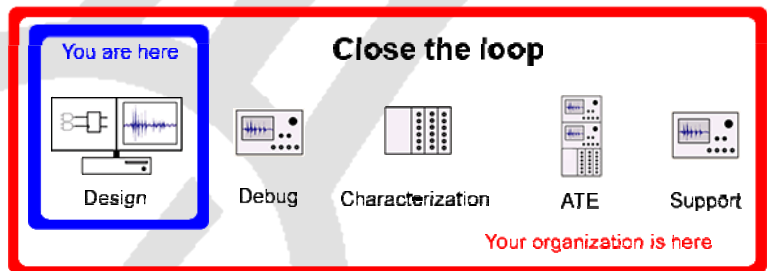 You are here
Close the loop
Design
Debug
Characterization
ATE
Support
Your organization is here